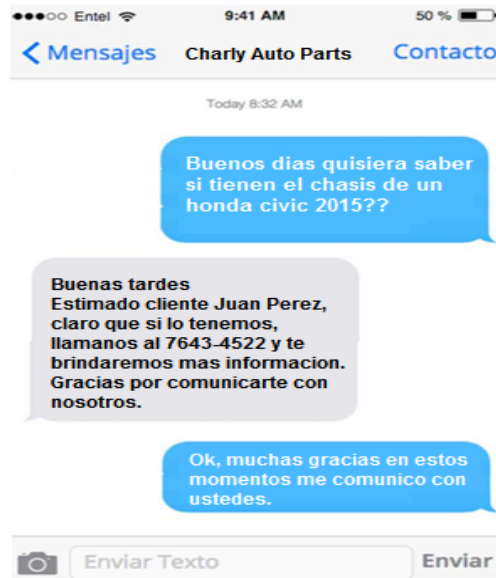 Entel 9:41 AM 50 %
Mensajes Charly Auto Parts Contacto
Today 8:32 AM
Buenos dias quisiera saber
si tienen el chasis de un
honda civic 2015??
Buenas tardes
Estimado cliente Juan Perez,
claro que si lo tenemos,
llamanos al 7643-4522 y te
brindaremos mas informacion.
Gracias por comunicarte con
nosotros.
Ok, muchas gracias en estos
momentos me comunico con
ustedes.
Enviar Texto Enviar